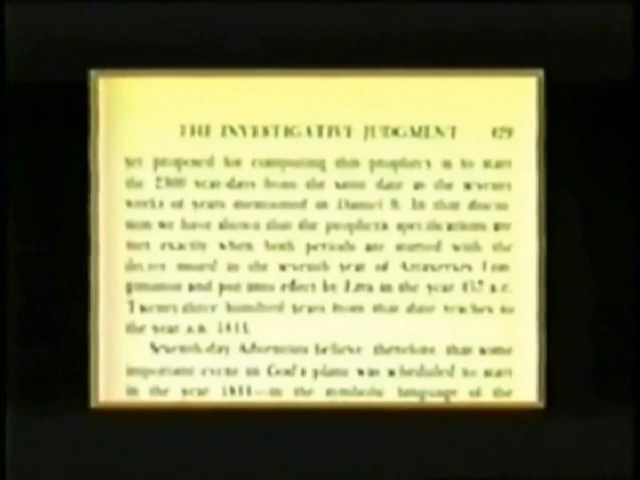 THE INVESTIGATIVE JUDGMENT 429
yet proposed for computing this prophecy is to start
the 2300 year-days from the same date as the seventy
weeks of years mentioned in Daniel 9. In that discus-
sion we have shown that the prophetic specifications are
met exactly when both periods are started with the
decree issued in the seventh year of Artaxerxes Lon-
gimanus and put into effect by Ezra in the year 457 B.C.
Twenty-three hundred years from that date reaches to
the year A.D. 1844.
Seventh-day Adventists believe therefore that some
important event in God's plans was scheduled to start
in the year 1844—in the symbolic language of the